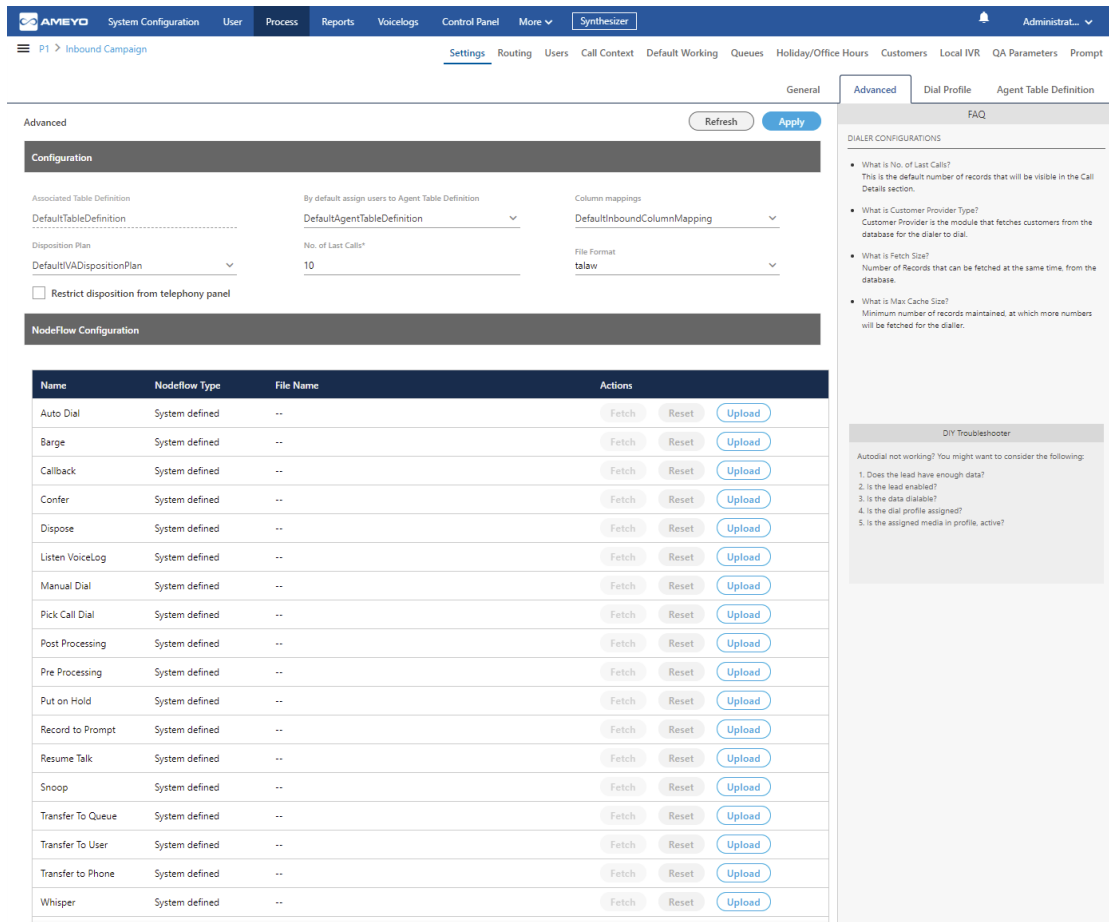 AMEYO System Configuration User Process Reports Voicelogs Control Panel More Synthesizer Administrat...
P1 > Inbound Campaign
Settings Routing Users Call Context Default Working Queues Holiday/Office Hours Customers Local IVR QA Parameters Prompt
General Advanced Dial Profile Agent Table Definition
Advanced Refresh Apply
Configuration
Associated Table Definition By default assign users to Agent Table Definition Column mappings
DefaultTableDefinition DefaultAgentTableDefinition DefaultInboundColumnMapping
Disposition Plan No. of Last Calls* File Format
DefaultIVADispositionPlan 10 talaw
Restrict disposition from telephony panel
NodeFlow Configuration
Name Nodeflow Type File Name Actions
Auto Dial System defined -- Fetch Reset Upload
Barge System defined -- Fetch Reset Upload
Callback System defined -- Fetch Reset Upload
Confer System defined -- Fetch Reset Upload
Dispose System defined -- Fetch Reset Upload
Listen VoiceLog System defined -- Fetch Reset Upload
Manual Dial System defined -- Fetch Reset Upload
Pick Call Dial System defined -- Fetch Reset Upload
Post Processing System defined -- Fetch Reset Upload
Pre Processing System defined -- Fetch Reset Upload
Put on Hold System defined -- Fetch Reset Upload
Record to Prompt System defined -- Fetch Reset Upload
Resume Talk System defined -- Fetch Reset Upload
Snoop System defined -- Fetch Reset Upload
Transfer To Queue System defined -- Fetch Reset Upload
Transfer To User System defined -- Fetch Reset Upload
Transfer to Phone System defined -- Fetch Reset Upload
Whisper System defined -- Fetch Reset Upload
FAQ
DIALER CONFIGURATIONS
• What is No. of Last Calls?
This is the default number of records that will be visible in the Call
Details section.
• What is Customer Provider Type?
Customer Provider is the module that fetches customers from the
database for the dialer to dial.
• What is Fetch Size?
Number of Records that can be fetched at the same time, from the
database.
• What is Max Cache Size?
Minimum number of records maintained, at which more numbers
will be fetched for the dialler.
DIY Troubleshooter
Autodial not working? You might want to consider the following:
1. Does the lead have enough data?
2. Is the lead enabled?
3. Is the data dialable?
4. Is the dial profile assigned?
5. Is the assigned media in profile, active?